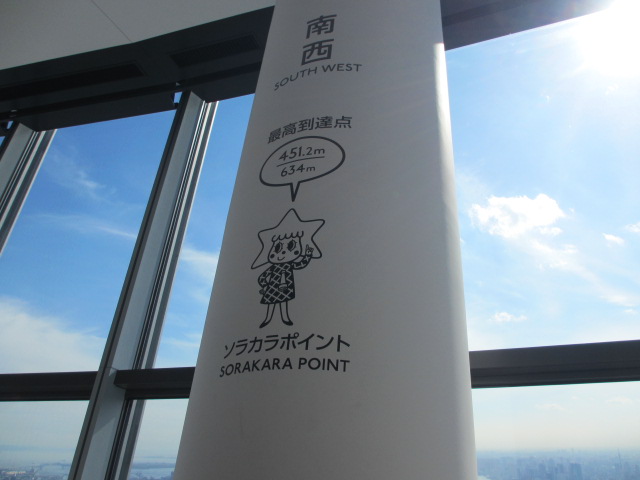 南
西
SOUTH WEST
最高到達点
451.2m
634m
ソラカラポイント
SORAKARA POINT